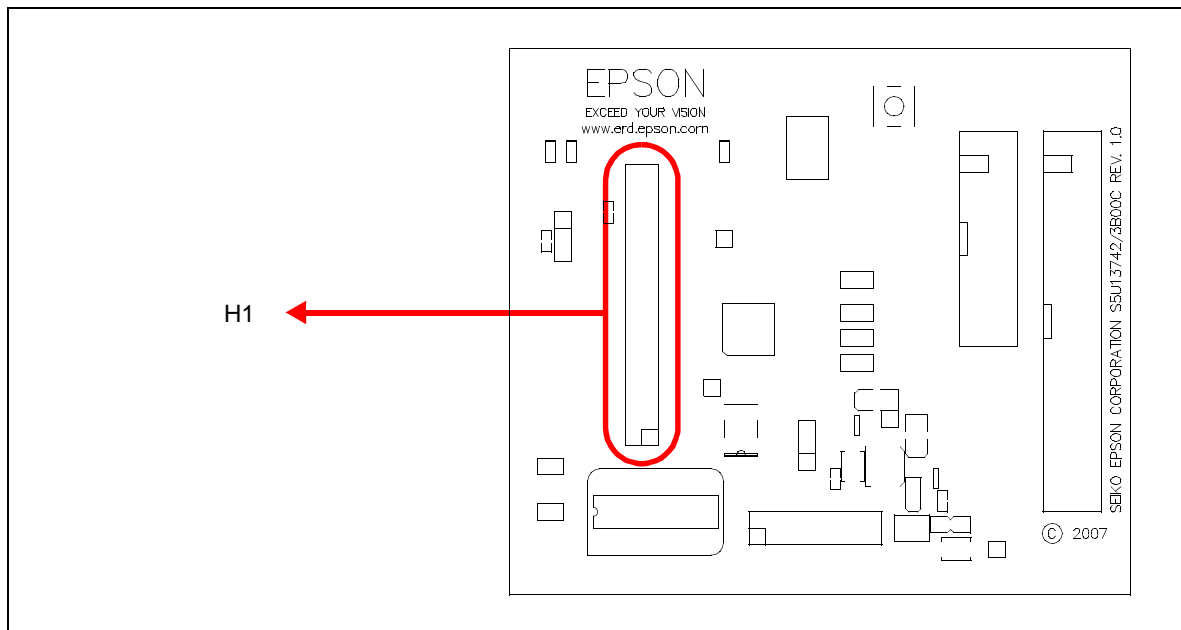 EPSON
EXCEED YOUR VISION
www.erd.epson.com
SEIKO EPSON CORPORATION S5U13742/3B00C REV. 1.0
H1
© 2007